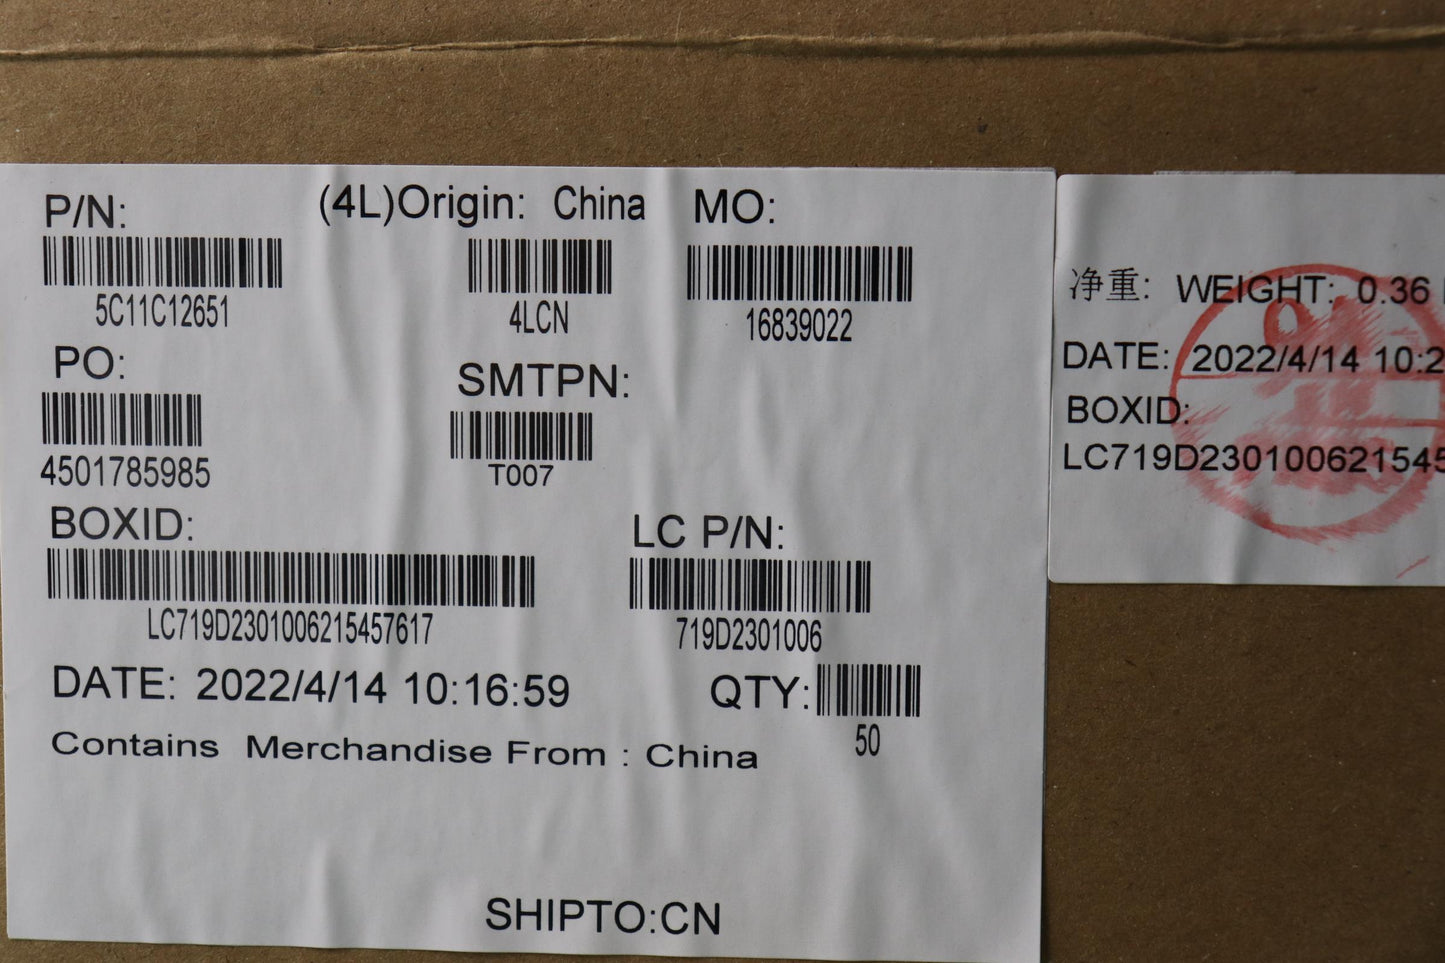 P/N: (4L)Origin: China MO:
5C11C12651 4LCN 16839022
PO: SMTPN:
4501785985 T007
BOXID: LC P/N:
LC719D2301006215457617 719D2301006
DATE: 2022/4/14 10:16:59 QTY:
50
Contains Merchandise From : China
SHIPTO:CN
净重: WEIGHT: 0.36
DATE: 2022/4/14 10:2
BOXID:
LC719D230100621545